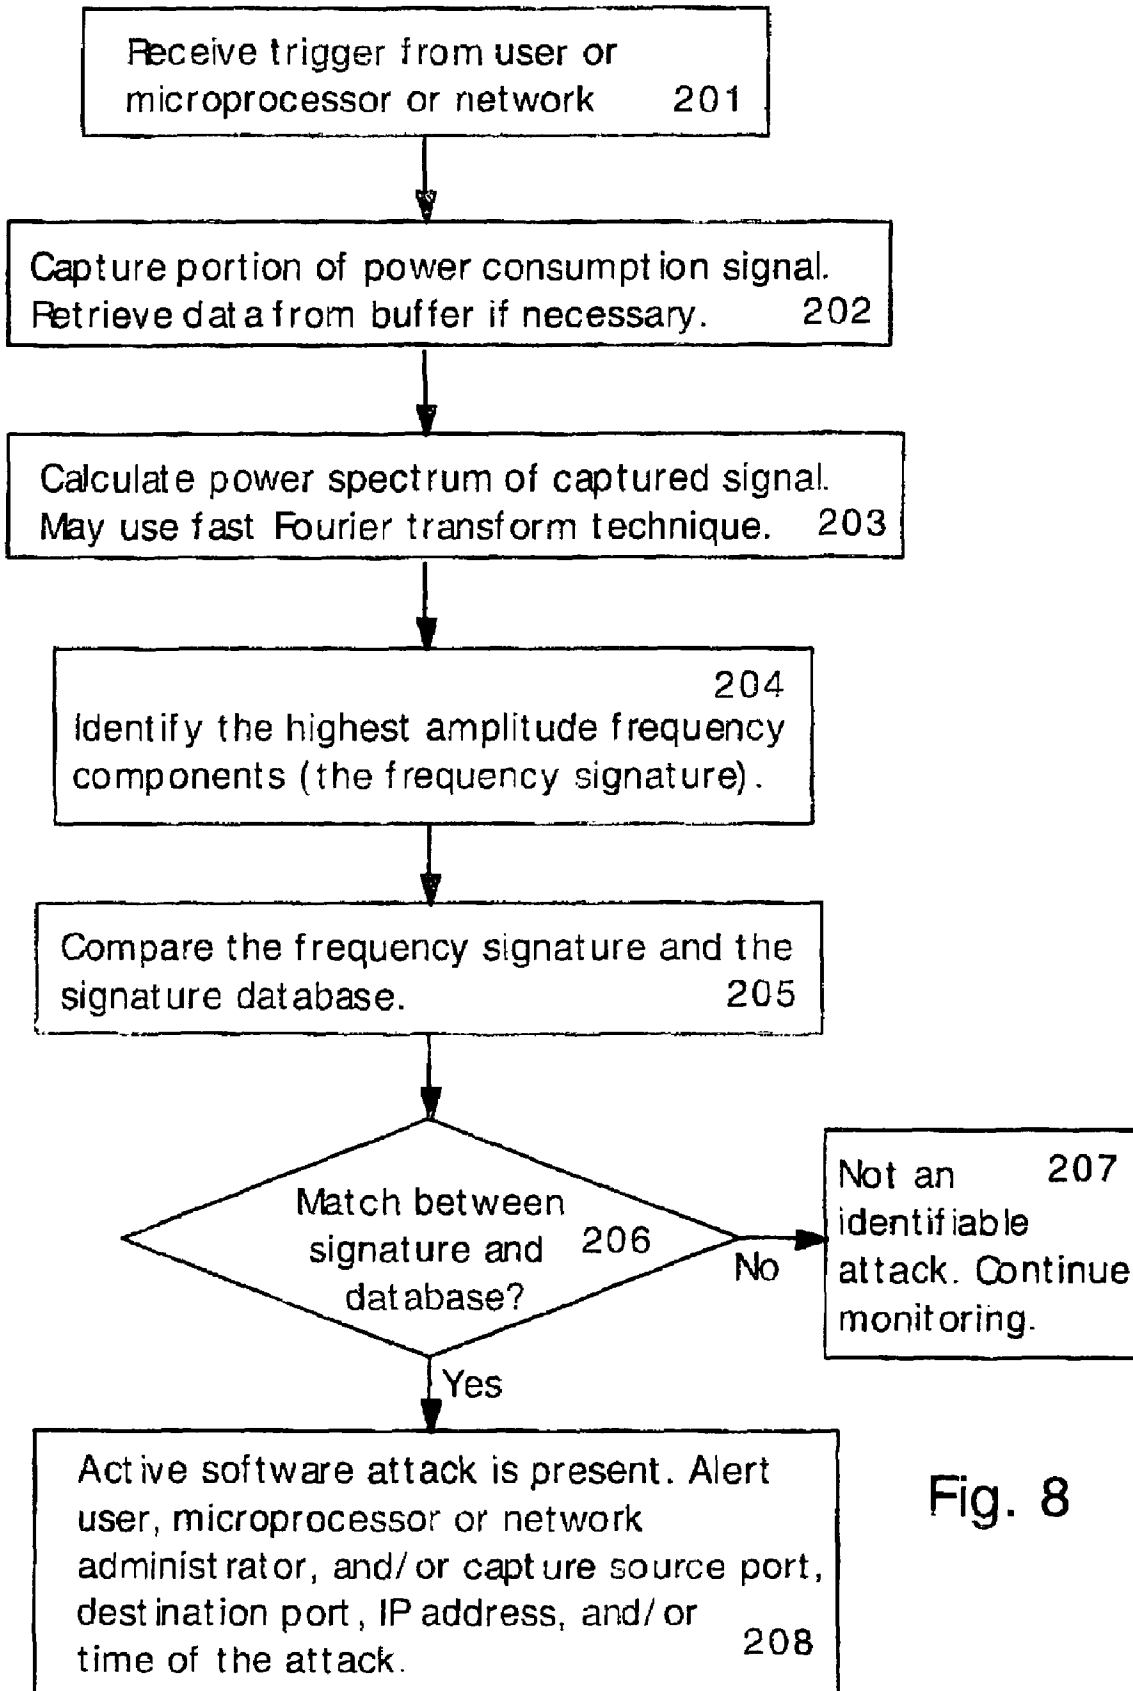 Receive trigger from user or
microprocessor or network 201
Capture portion of power consumption signal.
Retrieve data from buffer if necessary. 202
Calculate power spectrum of captured signal.
May use fast Fourier transform technique. 203
204
Identify the highest amplitude frequency
components (the frequency signature).
Compare the frequency signature and the
signature database. 205
Match between
signature and 206
database?
No
Not an 207
identifiable
attack. Continue
monitoring.
Yes
Active software attack is present. Alert
user, microprocessor or network
administrator, and/or capture source port,
destination port, IP address, and/or
time of the attack. 208
Fig. 8